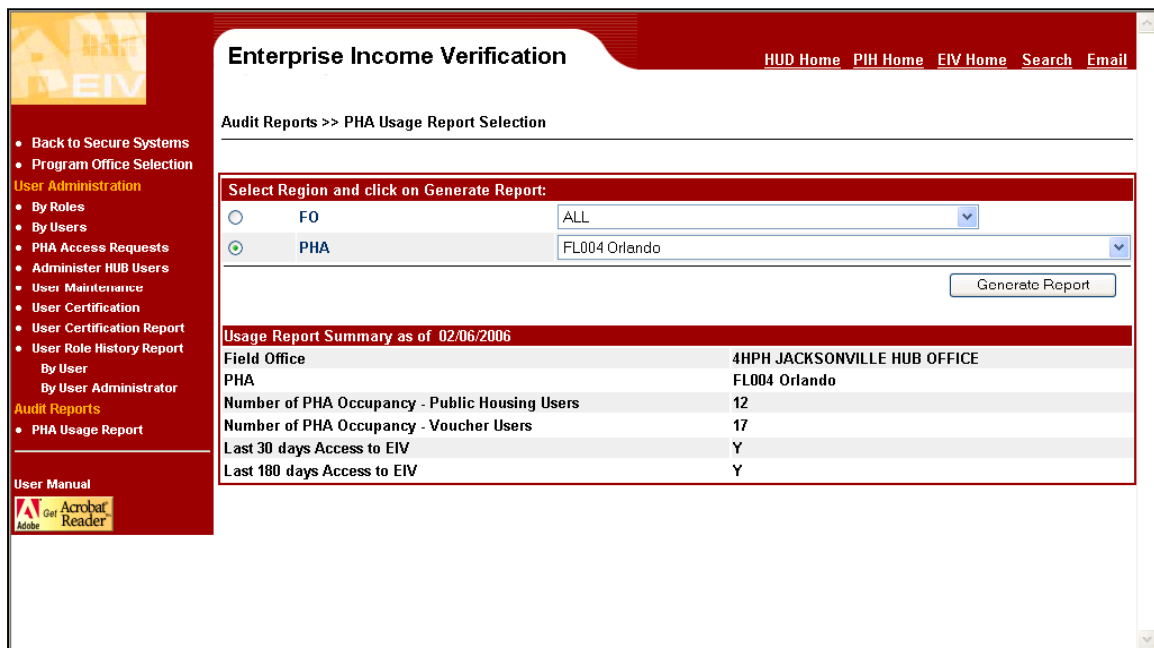 EIV
Enterprise Income Verification
HUD Home PIH Home EIV Home Search Email
Audit Reports >> PHA Usage Report Selection
• Back to Secure Systems
• Program Office Selection
User Administration
• By Roles
• By Users
• PHA Access Requests
• Administer HUB Users
• User Maintenance
• User Certification
• User Certification Report
• User Role History Report
By User
By User Administrator
Audit Reports
• PHA Usage Report
User Manual
Adobe Get Acrobat Reader
Select Region and click on Generate Report:
FO ALL
PHA FL004 Orlando
Generate Report
Usage Report Summary as of 02/06/2006
Field Office 4HPH JACKSONVILLE HUB OFFICE
PHA FL004 Orlando
Number of PHA Occupancy - Public Housing Users 12
Number of PHA Occupancy - Voucher Users 17
Last 30 days Access to EIV Y
Last 180 days Access to EIV Y